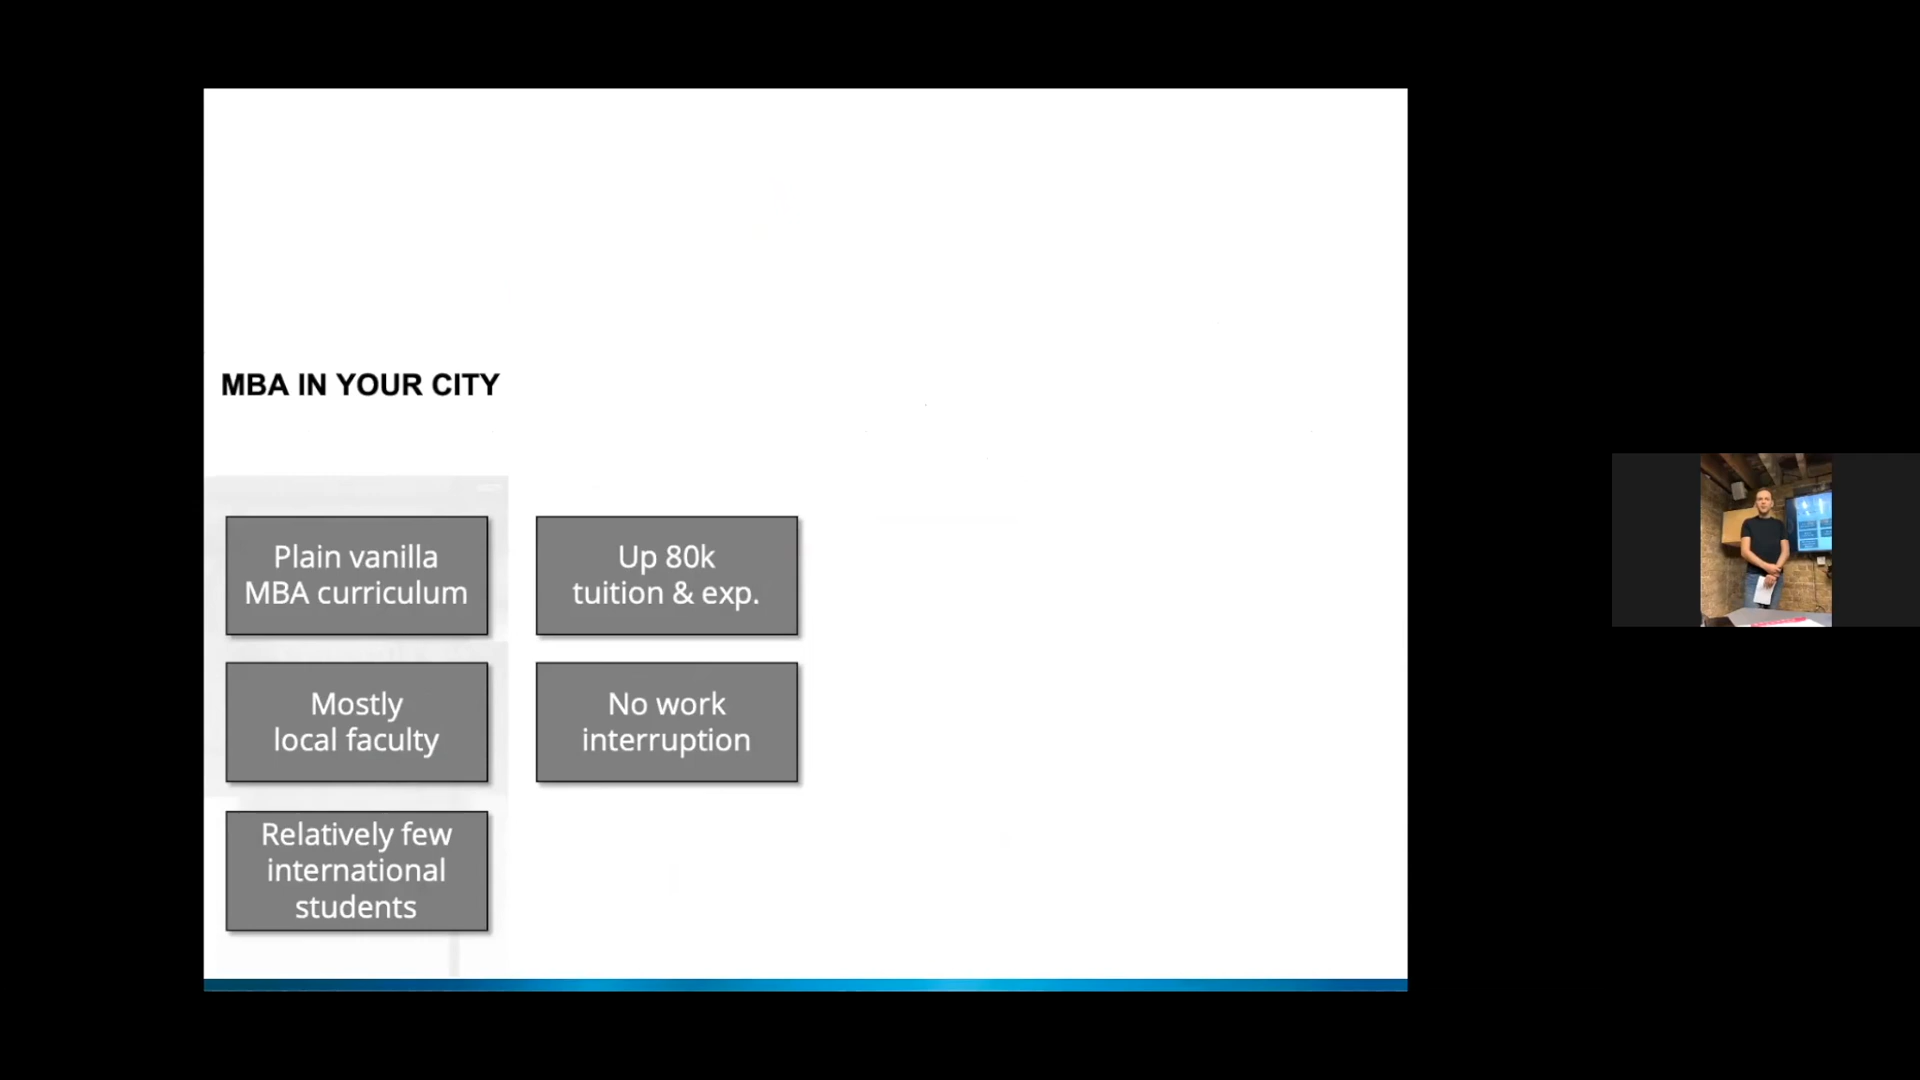 MBA IN YOUR CITY
Plain vanilla
MBA curriculum
Up 80k
tuition & exp.
Mostly
local faculty
No work
interruption
Relatively few
international
students